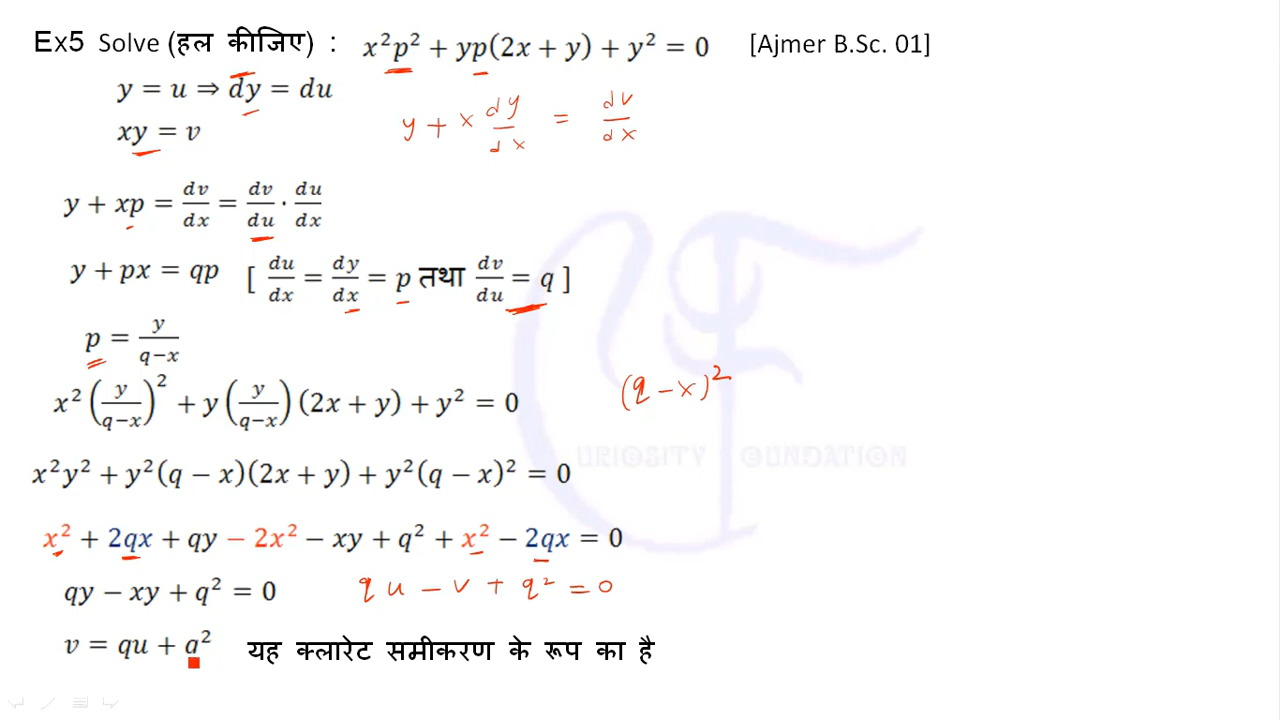 Ex5 Solve (हल कीजिए) : x²p² + yp(2x + y) + y² = 0 [Ajmer B.Sc. 01]
y = u ⇒ dy = du
xy = v
y + x dy/dx = dv/dx
y + xp = dv/dx = dv/du · du/dx
y + px = qp [ du/dx = dy/dx = p तथा dv/du = q ]
p = y/(q−x)
x² (y/(q−x))² + y (y/(q−x)) (2x + y) + y² = 0
(q − x)²
URIOSITY OUNDATION
x²y² + y²(q − x)(2x + y) + y²(q − x)² = 0
x² + 2qx + qy − 2x² − xy + q² + x² − 2qx = 0
qy − xy + q² = 0 qu − v + q² = 0
v = qu + q² यह क्लारेट समीकरण के रूप का है